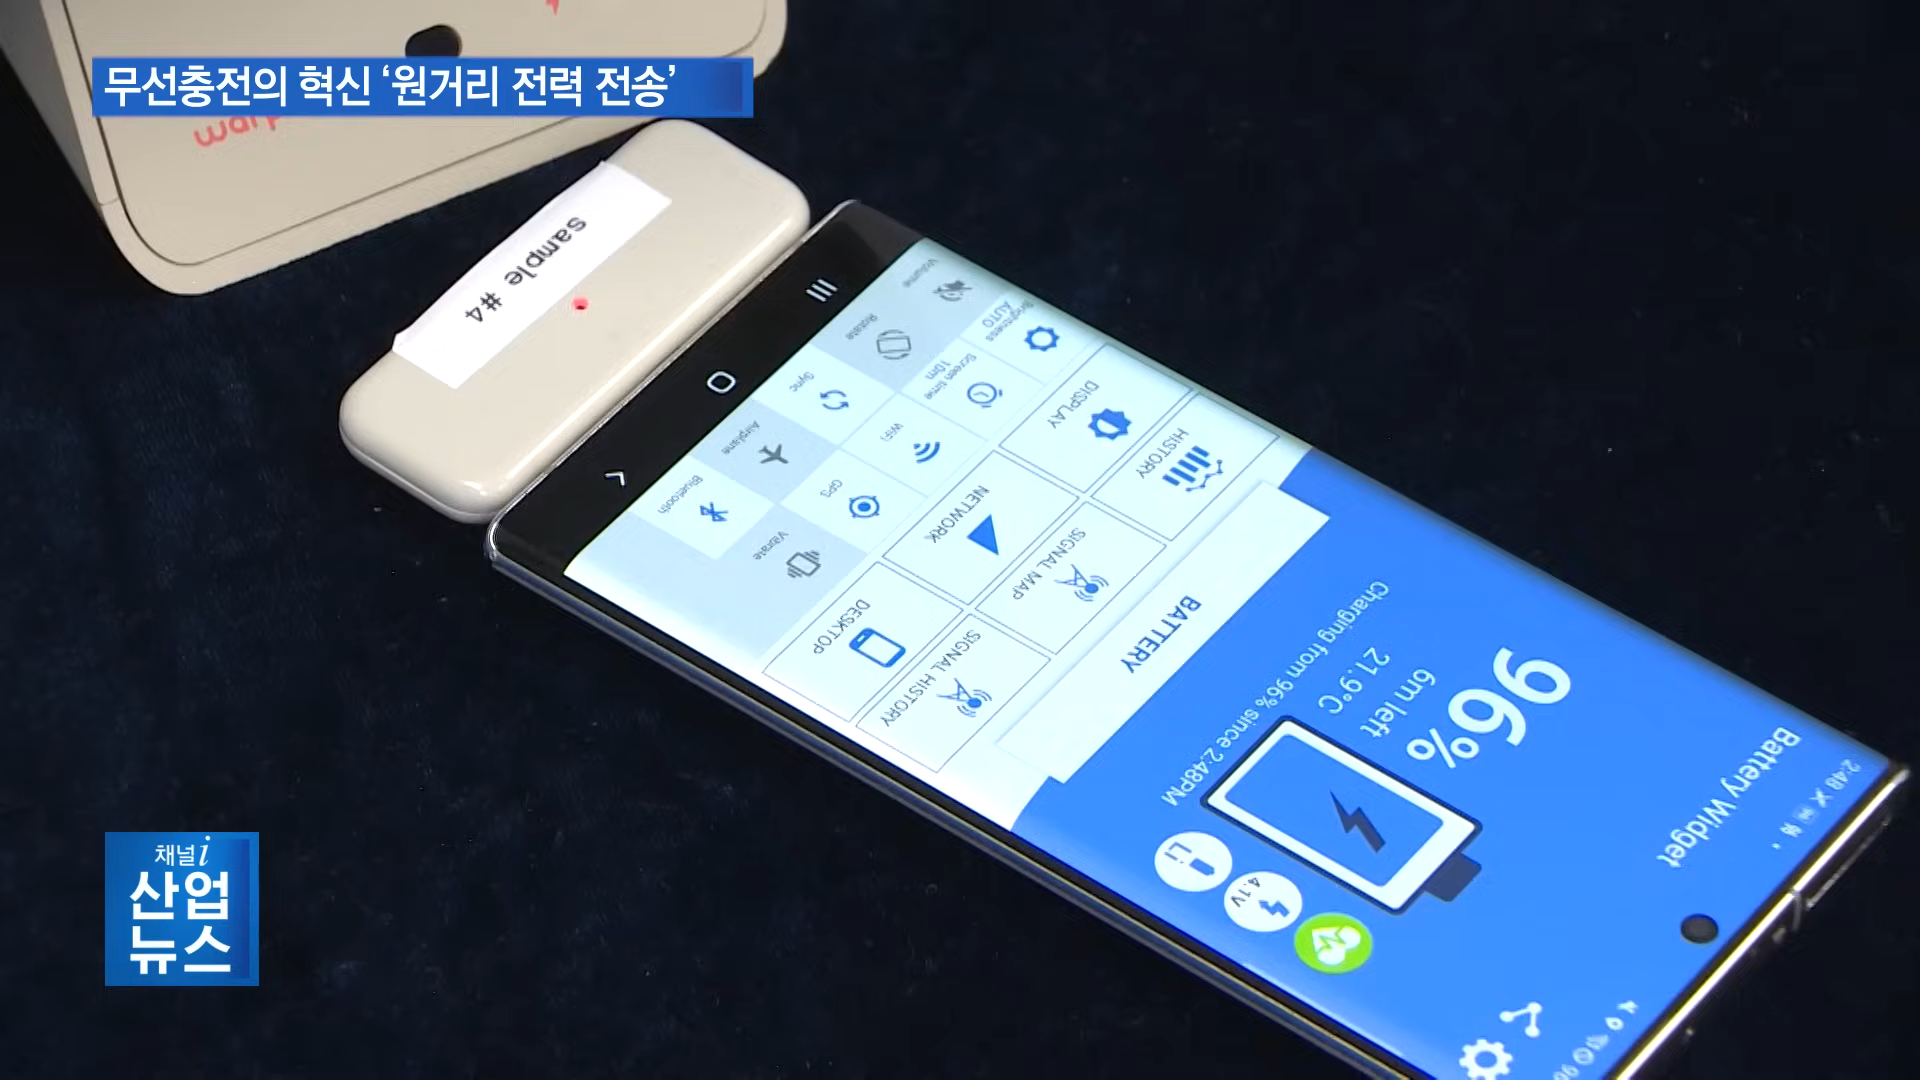 무선충전의 혁신 ‘원거리 전력 전송’
sample #4
2:48
Battery Widget
96%
6m left
21.9°C
Charging from 96% since 2:48PM
Li
4.1V
BATTERY
HISTORY
SIGNAL MAP
SIGNAL HISTORY
DISPLAY
NETWORK
DESKTOP
Brightness
AUTO
Screen time
10m
WiFi
GPS
Vibrate
Volume
Rotate
Sync
Airplane
Bluetooth
채널i
산업
뉴스